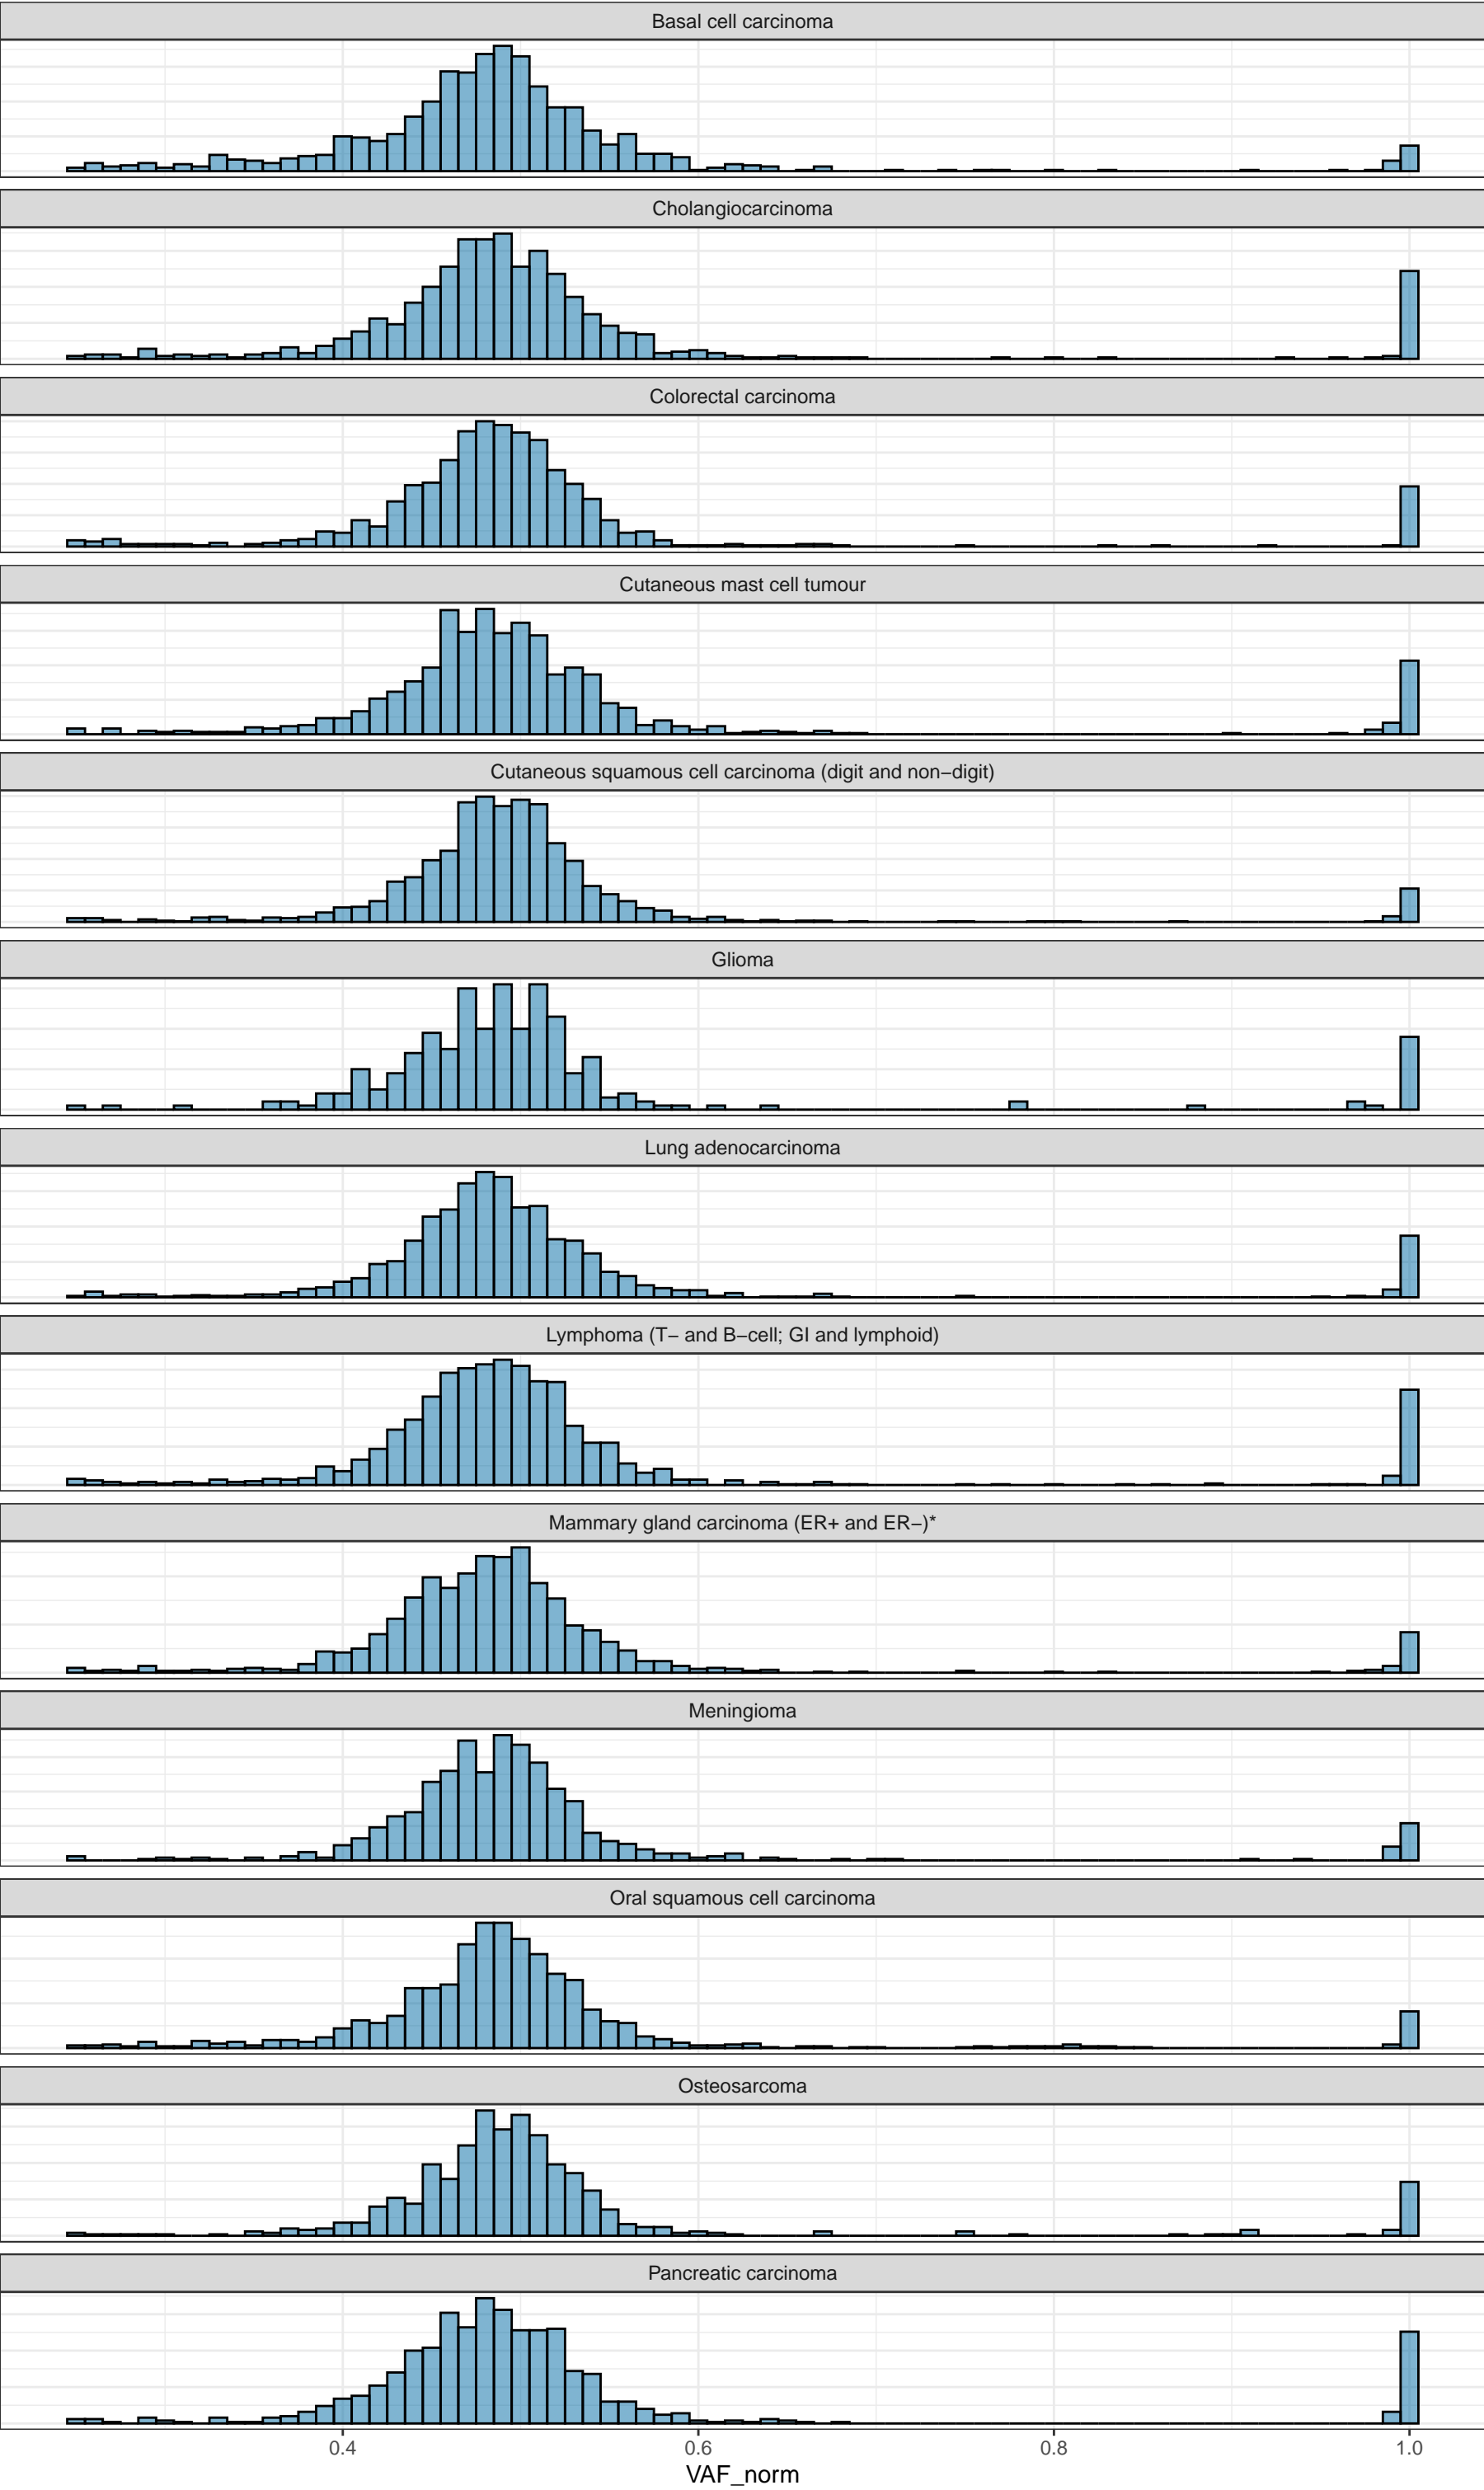 Basal cell carcinoma
Cholangiocarcinoma
Colorectal carcinoma
Cutaneous mast cell tumour
Cutaneous squamous cell carcinoma (digit and non−digit)
Glioma
Lung adenocarcinoma
Lymphoma (T− and B−cell; GI and lymphoid)
Mammary gland carcinoma (ER+ and ER−)*
Meningioma
Oral squamous cell carcinoma
Osteosarcoma
Pancreatic carcinoma
0.4 0.6 0.8 1.0
VAF_norm